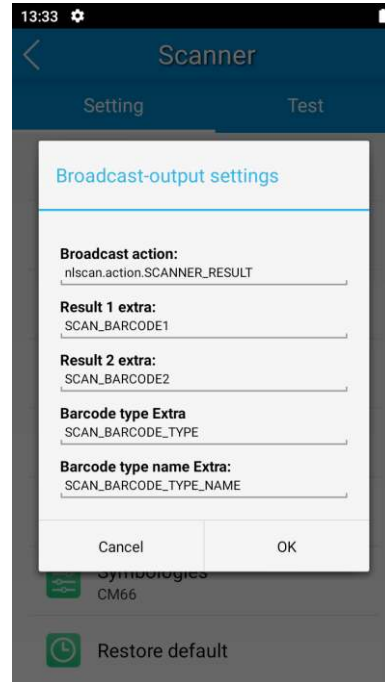 13:33
Scanner
Setting
Test
Broadcast-output settings
Broadcast action:
nlscan.action.SCANNER_RESULT
Result 1 extra:
SCAN_BARCODE1
Result 2 extra:
SCAN_BARCODE2
Barcode type Extra
SCAN_BARCODE_TYPE
Barcode type name Extra:
SCAN_BARCODE_TYPE_NAME
Cancel
OK
Symbologies
CM66
Restore default